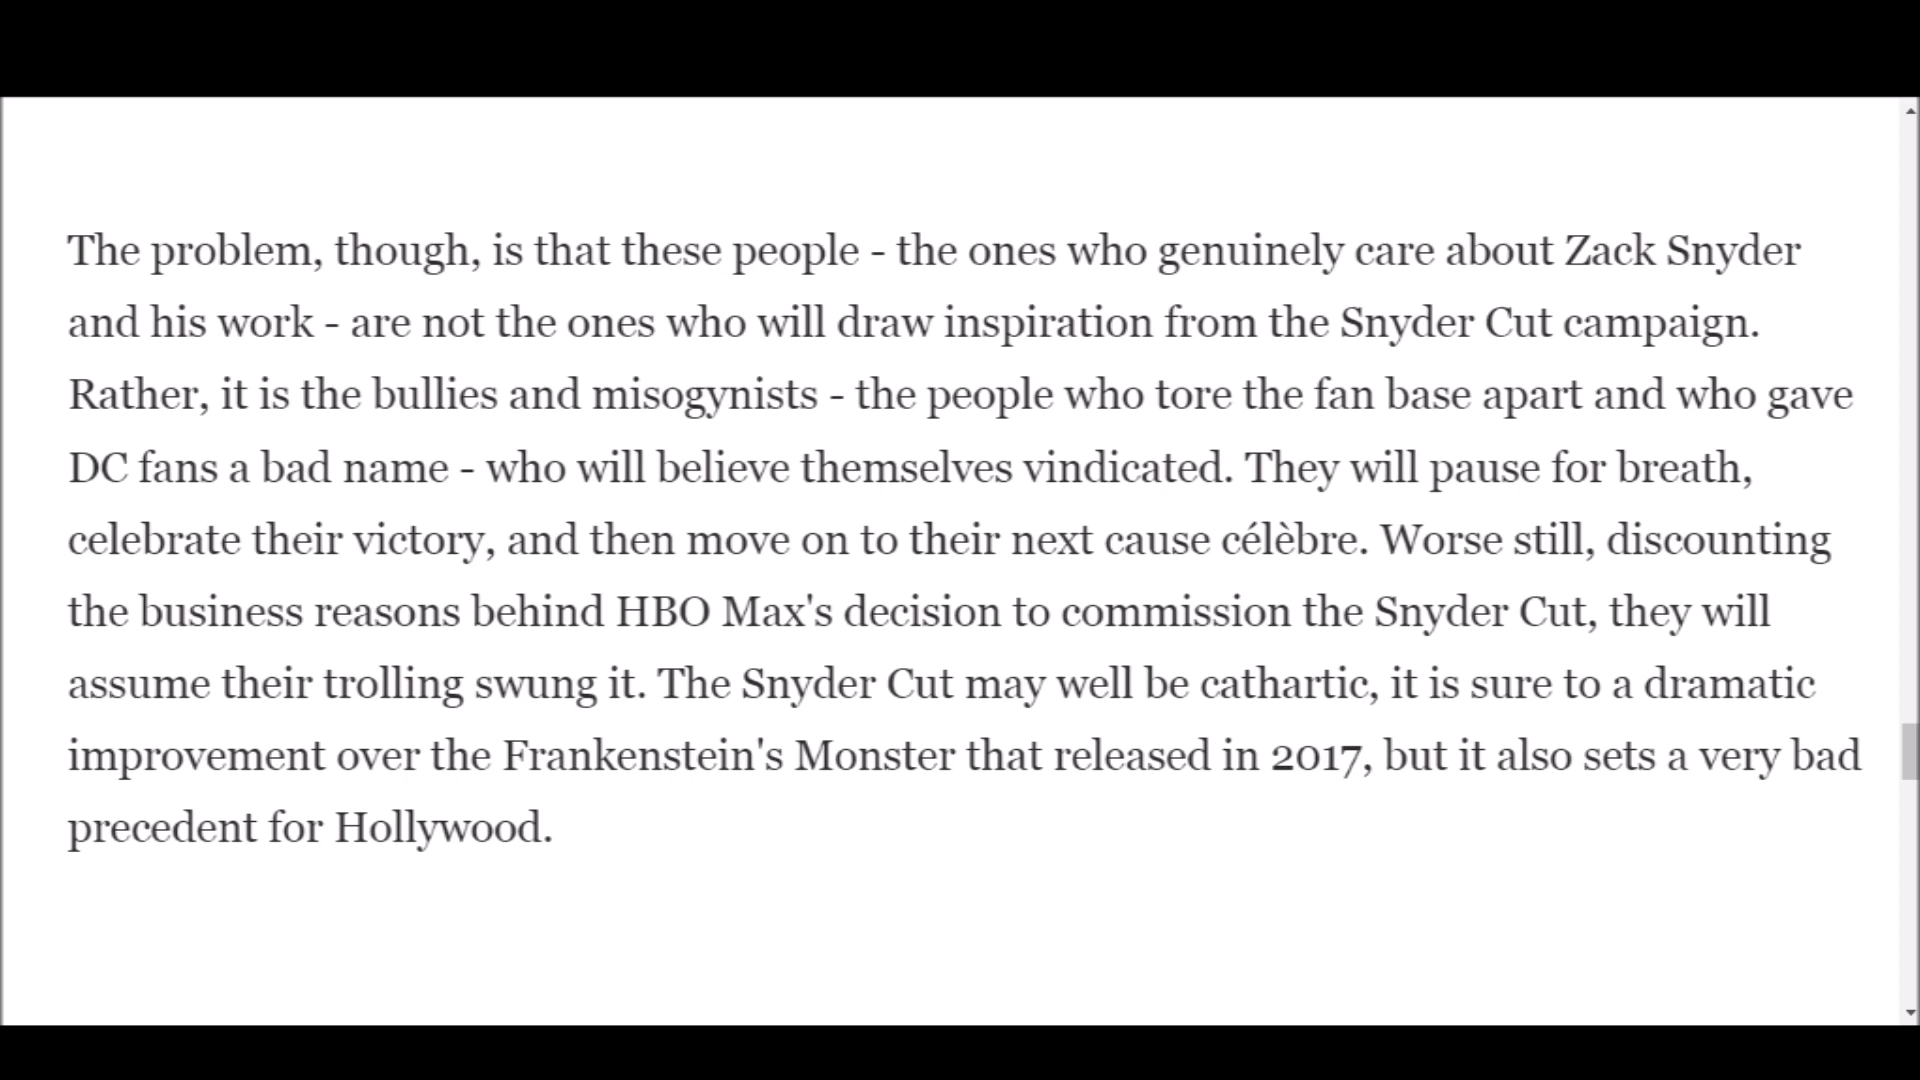 The problem, though, is that these people - the ones who genuinely care about Zack Snyder
and his work - are not the ones who will draw inspiration from the Snyder Cut campaign.
Rather, it is the bullies and misogynists - the people who tore the fan base apart and who gave
DC fans a bad name - who will believe themselves vindicated. They will pause for breath,
celebrate their victory, and then move on to their next cause célèbre. Worse still, discounting
the business reasons behind HBO Max's decision to commission the Snyder Cut, they will
assume their trolling swung it. The Snyder Cut may well be cathartic, it is sure to a dramatic
improvement over the Frankenstein's Monster that released in 2017, but it also sets a very bad
precedent for Hollywood.